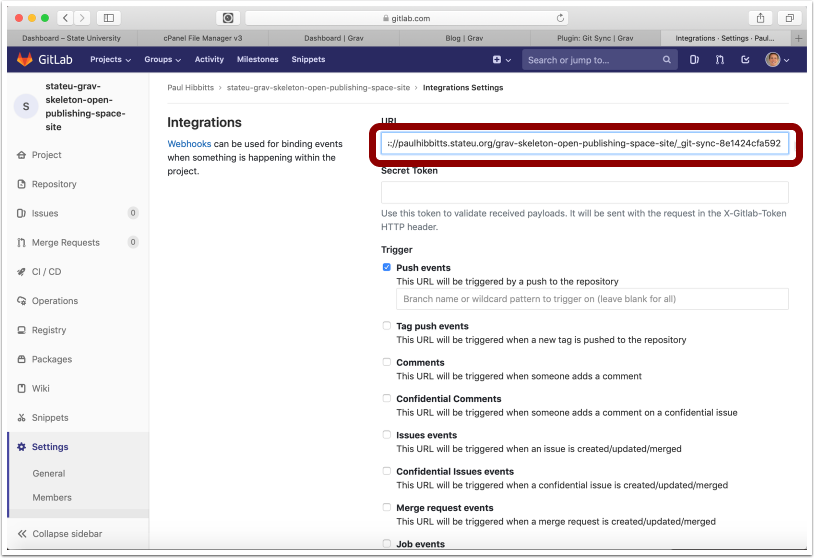 gitlab.com
Dashboard – State University
cPanel File Manager v3
Dashboard | Grav
Blog | Grav
Plugin: Git Sync | Grav
Integrations · Settings · Paul...
GitLab Projects Groups Activity Milestones Snippets Search or jump to...
S
stateu-grav-
skeleton-open-
publishing-space-
site
Project
Repository
Issues 0
Merge Requests 0
CI / CD
Operations
Registry
Packages
Wiki
Snippets
Settings
General
Members
Collapse sidebar
Paul Hibbitts > stateu-grav-skeleton-open-publishing-space-site > Integrations Settings
Integrations
Webhooks can be used for binding events
when something is happening within the
project.
URL
://paulhibbitts.stateu.org/grav-skeleton-open-publishing-space-site/_git-sync-8e1424cfa592
Secret Token
Use this token to validate received payloads. It will be sent with the request in the X-Gitlab-Token
HTTP header.
Trigger
Push events
This URL will be triggered by a push to the repository
Branch name or wildcard pattern to trigger on (leave blank for all)
Tag push events
This URL will be triggered when a new tag is pushed to the repository
Comments
This URL will be triggered when someone adds a comment
Confidential Comments
This URL will be triggered when someone adds a comment on a confidential issue
Issues events
This URL will be triggered when an issue is created/updated/merged
Confidential Issues events
This URL will be triggered when a confidential issue is created/updated/merged
Merge request events
This URL will be triggered when a merge request is created/updated/merged
Job events